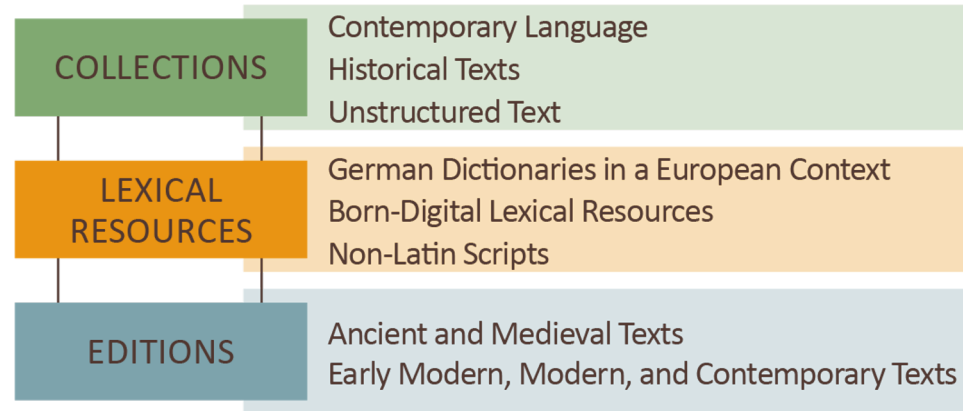 COLLECTIONS
Contemporary Language
Historical Texts
Unstructured Text
LEXICAL
RESOURCES
German Dictionaries in a European Context
Born-Digital Lexical Resources
Non-Latin Scripts
EDITIONS
Ancient and Medieval Texts
Early Modern, Modern, and Contemporary Texts